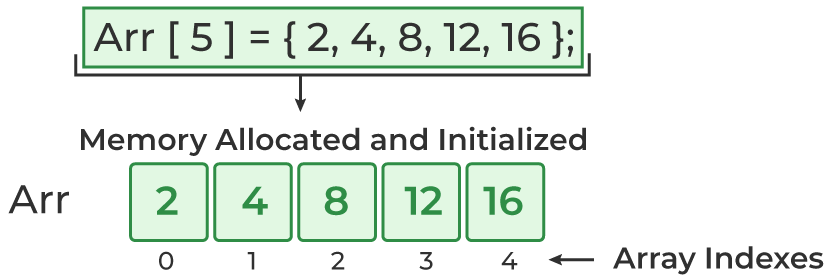 Arr [ 5 ] = { 2, 4, 8, 12, 16 };
Memory Allocated and Initialized
Arr 2 4 8 12 16
0 1 2 3 4 Array Indexes